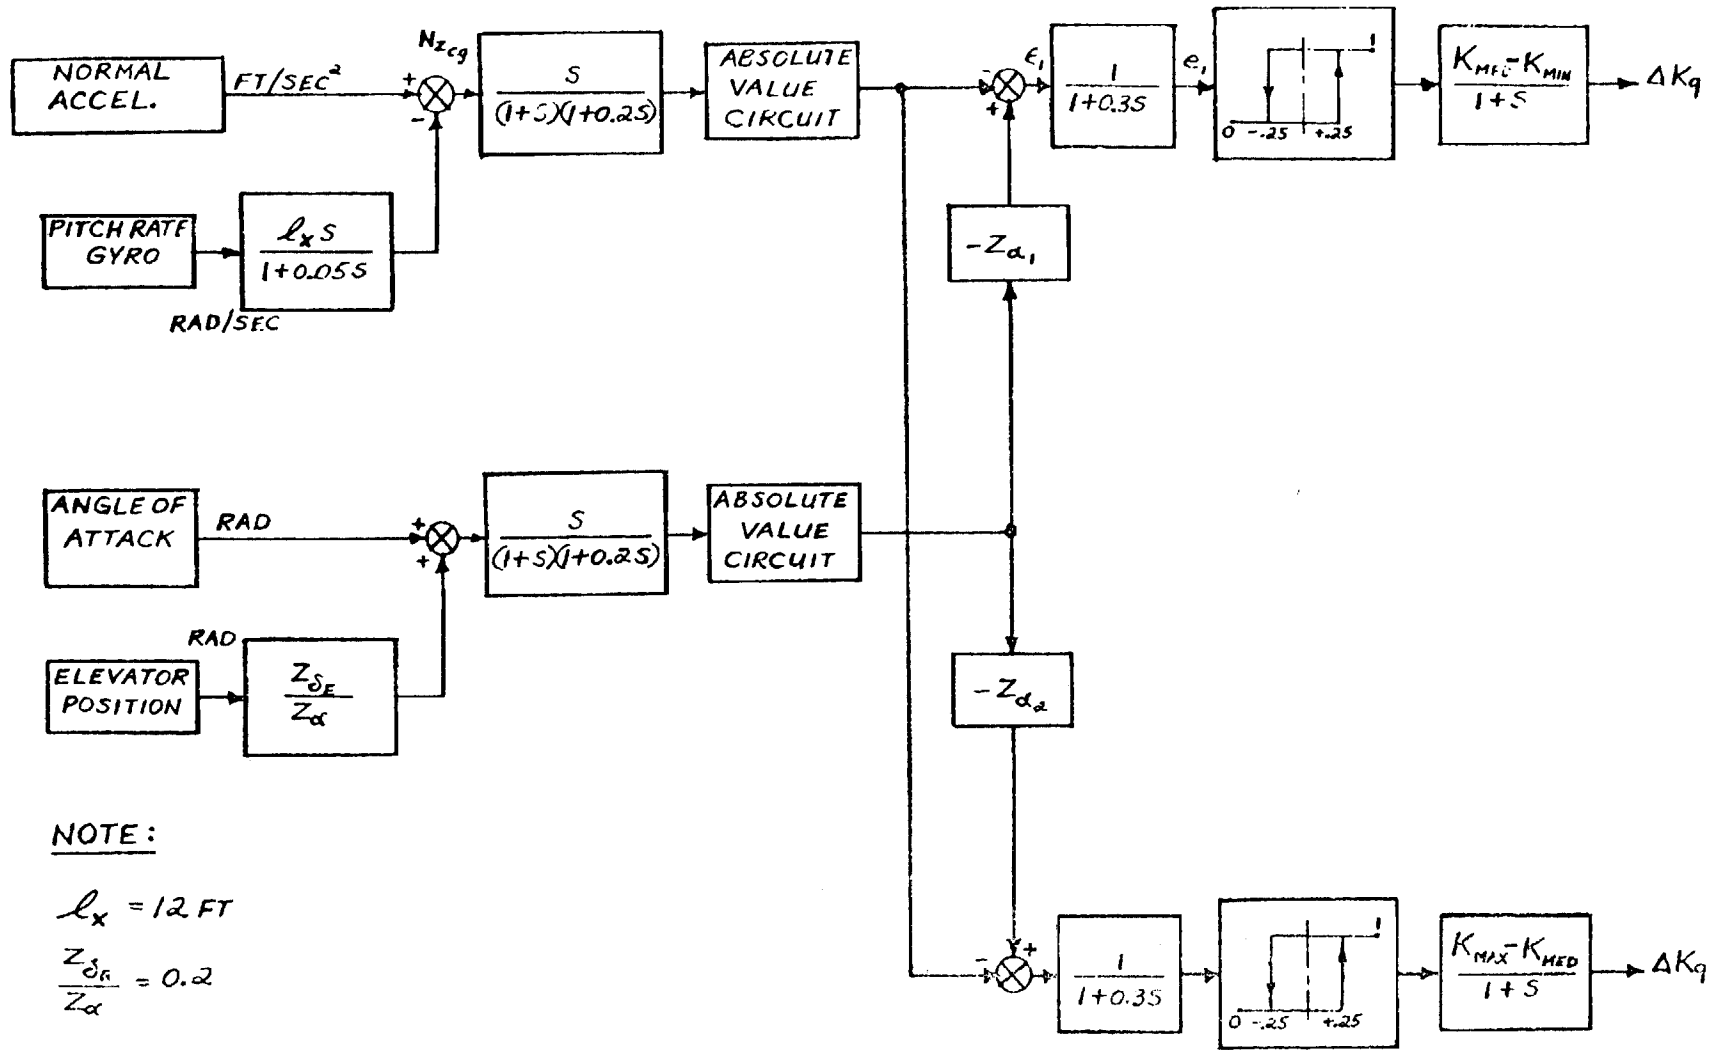 NORMAL
ACCEL.
FT/SEC²
+
-
N_Zcg
S
(1+S)(1+0.2S)
ABSOLUTE
VALUE
CIRCUIT
-
+
ϵ₁
1
1+0.3S
e₁
1
0 -.25 +.25
K_MED-K_MIN
1+S
ΔKq
PITCH RATE
GYRO
l_x S
1+0.05S
RAD/SEC
-Z_α₁
ANGLE OF
ATTACK
RAD
+
+
S
(1+S)(1+0.2S)
ABSOLUTE
VALUE
CIRCUIT
RAD
ELEVATOR
POSITION
Z_δE
Z_α
-Z_α₂
NOTE:
l_x = 12 FT
Z_δE
Z_α
= 0.2
-
+
1
1+0.3S
1
0 -.25 +.25
K_MAX-K_MED
1+S
ΔKq